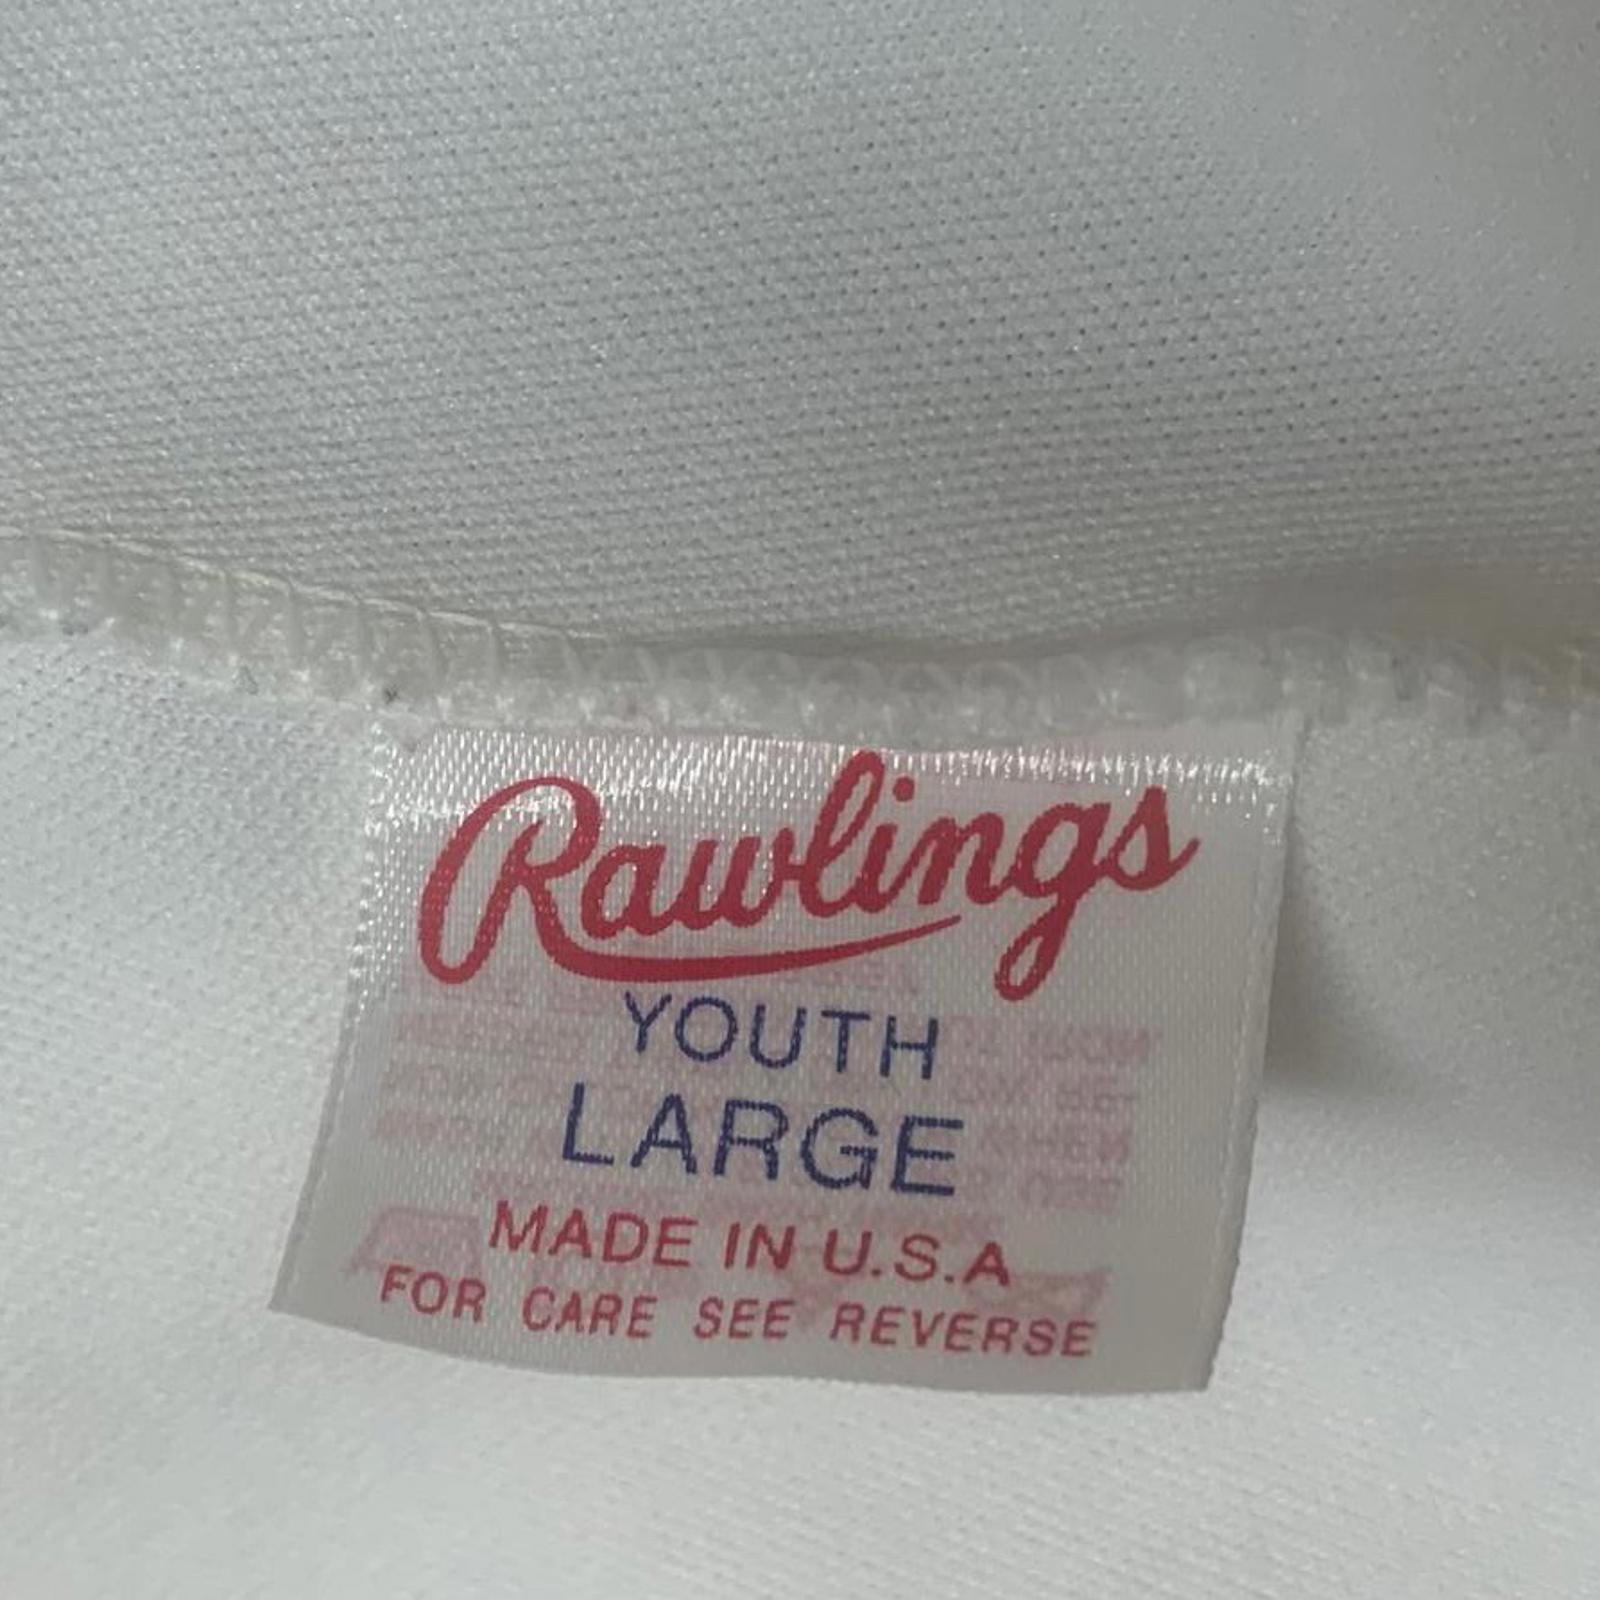 Rawlings
YOUTH
LARGE
MADE IN U.S.A
FOR CARE SEE REVERSE